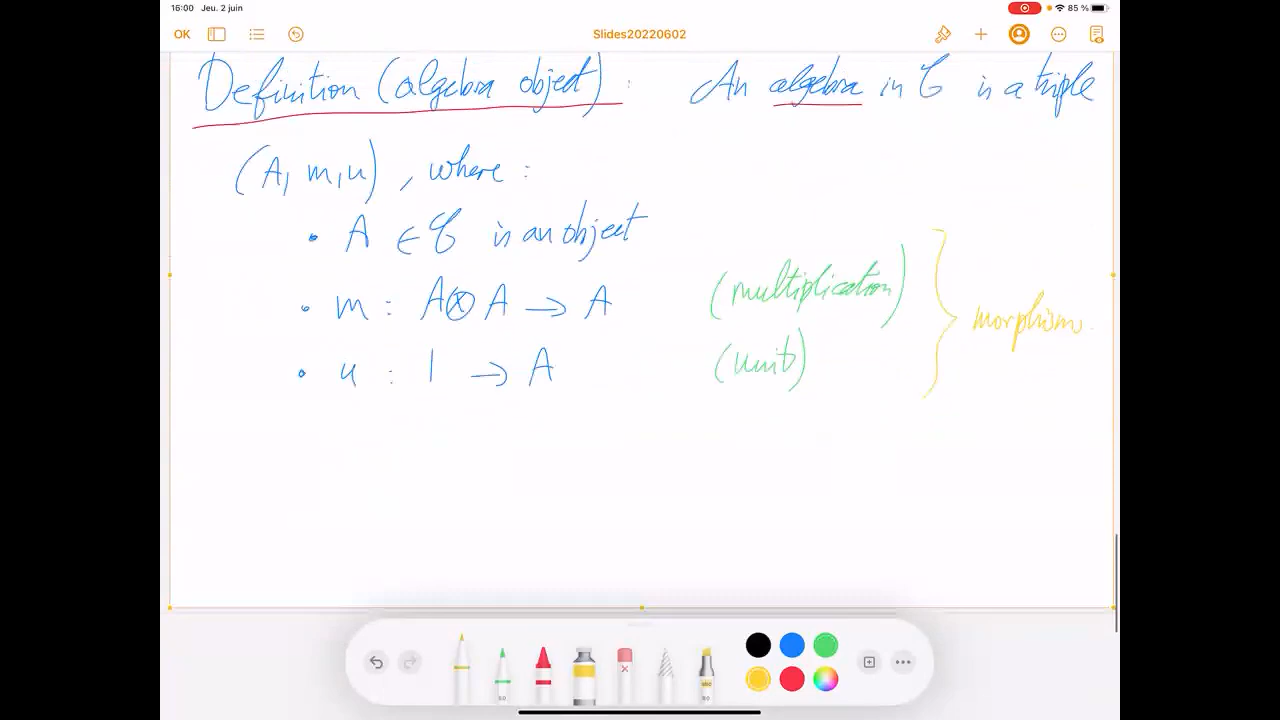 16:00 Jeu. 2 juin 85 %
OK Slides20220602
Definition (algebra object) : An algebra in 𝒞 is a triple
(A, m, u) , where :
• A ∈ 𝒞 is an object
• m : A ⊗ A → A (multiplication)
• u : 1 → A (unit)
} morphisms.